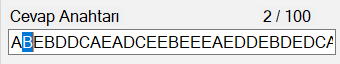 Cevap Anahtarı 2 / 100
ABEBDDCAEADCEEBEEEAEDDEBDEDCA